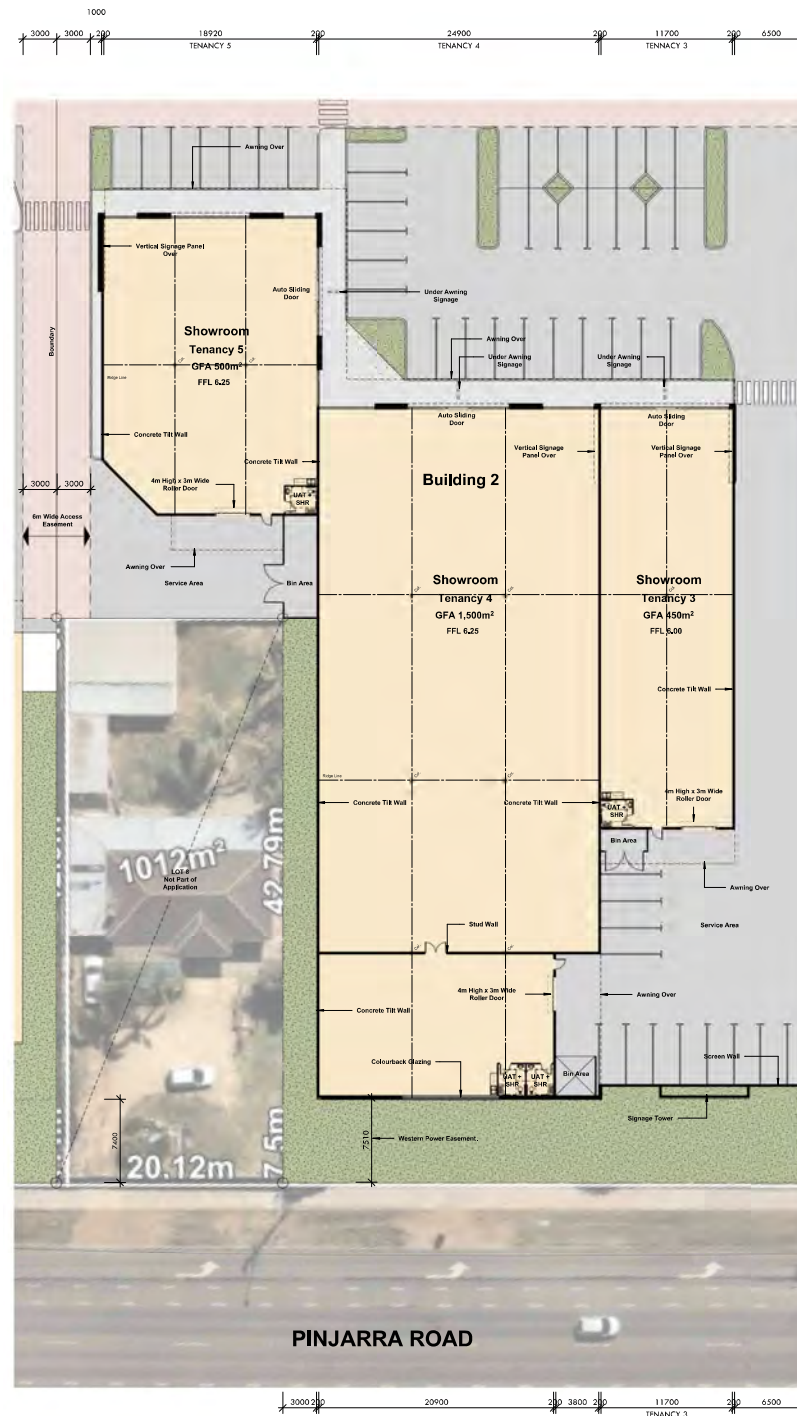 1000
3000 3000 200 18920 200 24900 200 11700 200 6500
TENANCY 5 TENANCY 4 TENNACY 3
Awning Over
Vertical Signage Panel
Over
Auto Sliding
Door
Under Awning
Signage
Boundary
Showroom
Tenancy 5
GFA 500m²
FFL 6.25
Ridge Line
Awning Over
Under Awning
Signage
Under Awning
Signage
Auto Sliding
Door
Auto Sliding
Door
Concrete Tilt Wall
Concrete Tilt Wall
Vertical Signage
Panel Over
Vertical Signage
Panel Over
4m High x 3m Wide
Roller Door
Building 2
3000 3000
6m Wide Access
Easement
UAT +
SHR
Awning Over
Service Area
Bin Area
Showroom
Tenancy 4
GFA 1,500m²
FFL 6.25
Showroom
Tenancy 3
GFA 450m²
FFL 6.00
Concrete Tilt Wall
Ridge Line
Concrete Tilt Wall
Concrete Tilt Wall
4m High x 3m Wide
Roller Door
UAT +
SHR
Bin Area
1012m²
42.79m
LOT 8
Not Part of
Application
Awning Over
Stud Wall
Service Area
4m High x 3m Wide
Roller Door
Awning Over
Concrete Tilt Wall
Colourback Glazing
UAT +
SHR
UAT +
SHR
Bin Area
Screen Wall
Signage Tower
7400
7510
Western Power Easement
20.12m
7.5m
PINJARRA ROAD
3000 200 20900 200 3800 200 11700 200 6500
TENANCY 3